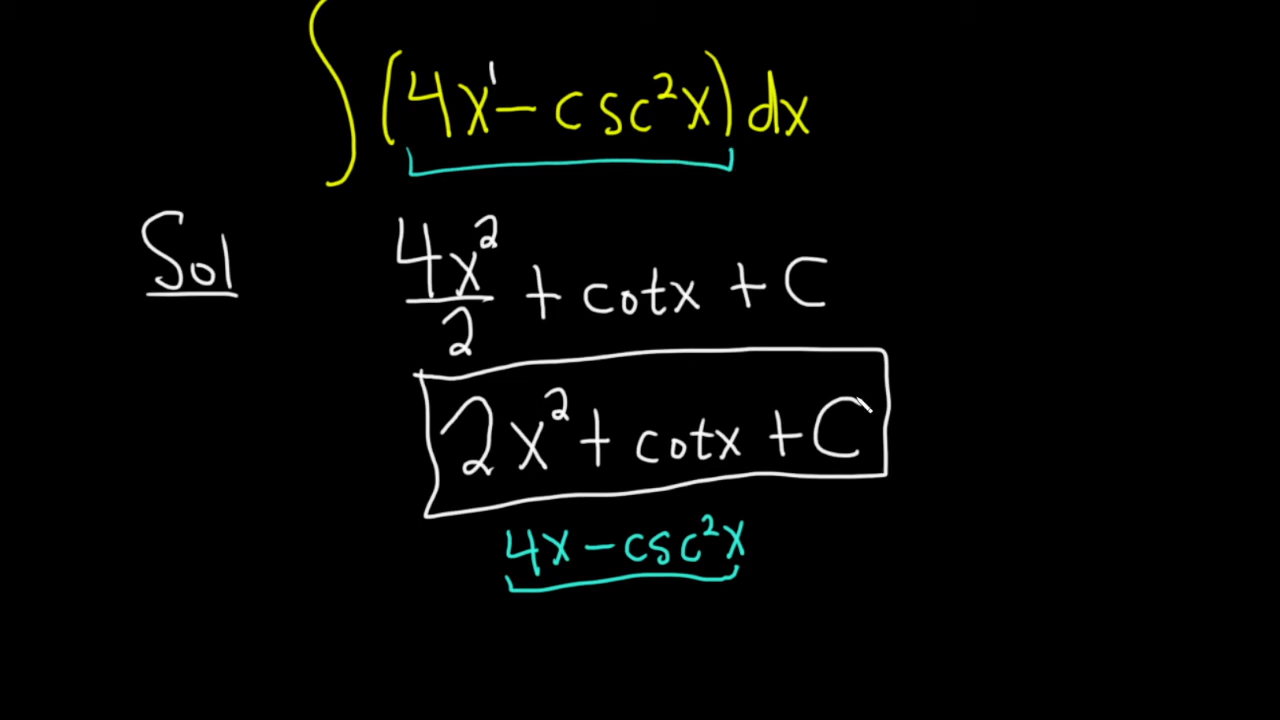 ∫ (4x¹ - csc²x) dx
Sol
4x²/2 + cotx + C
2x² + cotx + C
4x - csc²x